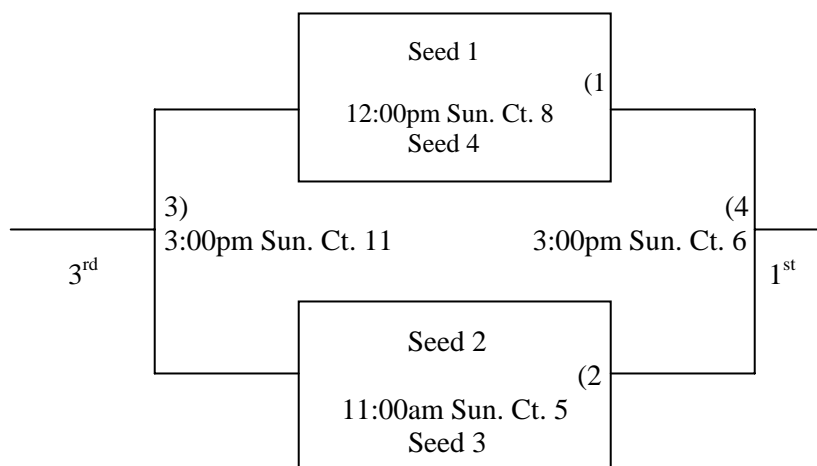 Seed 1
(1
12:00pm Sun. Ct. 8
Seed 4
3)
(4
3:00pm Sun. Ct. 11
3:00pm Sun. Ct. 6
3rd
1st
Seed 2
(2
11:00am Sun. Ct. 5
Seed 3